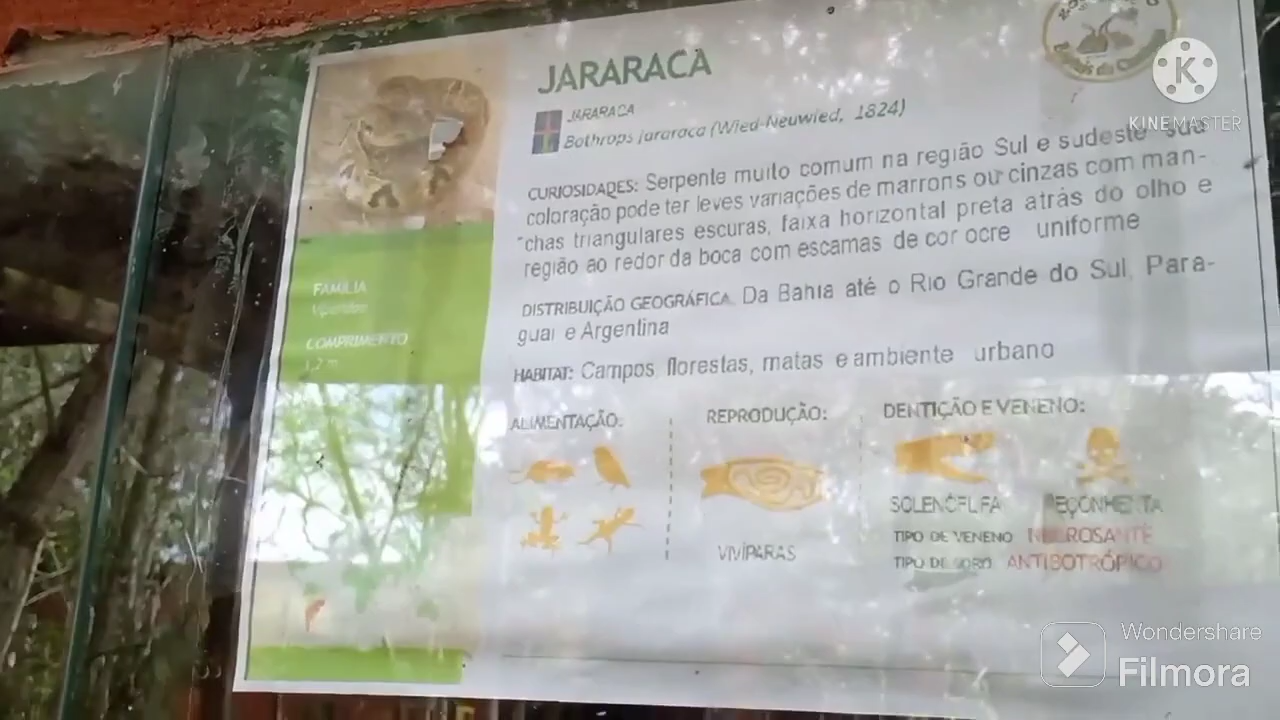 JARARACA
JARARACA
Bothrops jararaca (Wied-Neuwied, 1824)
CURIOSIDADES: Serpente muito comum na região Sul e sudeste sua
coloração pode ter leves variações de marrons ou cinzas com man-
chas triangulares escuras, faixa horizontal preta atrás do olho e
região ao redor da boca com escamas de cor ocre uniforme
DISTRIBUIÇÃO GEOGRÁFICA. Da Bahia até o Rio Grande do Sul, Para-
guai e Argentina
HABITAT: Campos florestas, matas e ambiente urbano
FAMÍLIA
Viperidae
COMPRIMENTO
1,2 m
ALIMENTAÇÃO:
REPRODUÇÃO:
VIVÍPARAS
DENTIÇÃO E VENENO:
SOLENÓGLIFA PEÇONHENTA
TIPO DE VENENO NECROSANTE
TIPO DE SORO ANTIBOTRÓPICO
K
KINEMASTER
Wondershare
Filmora